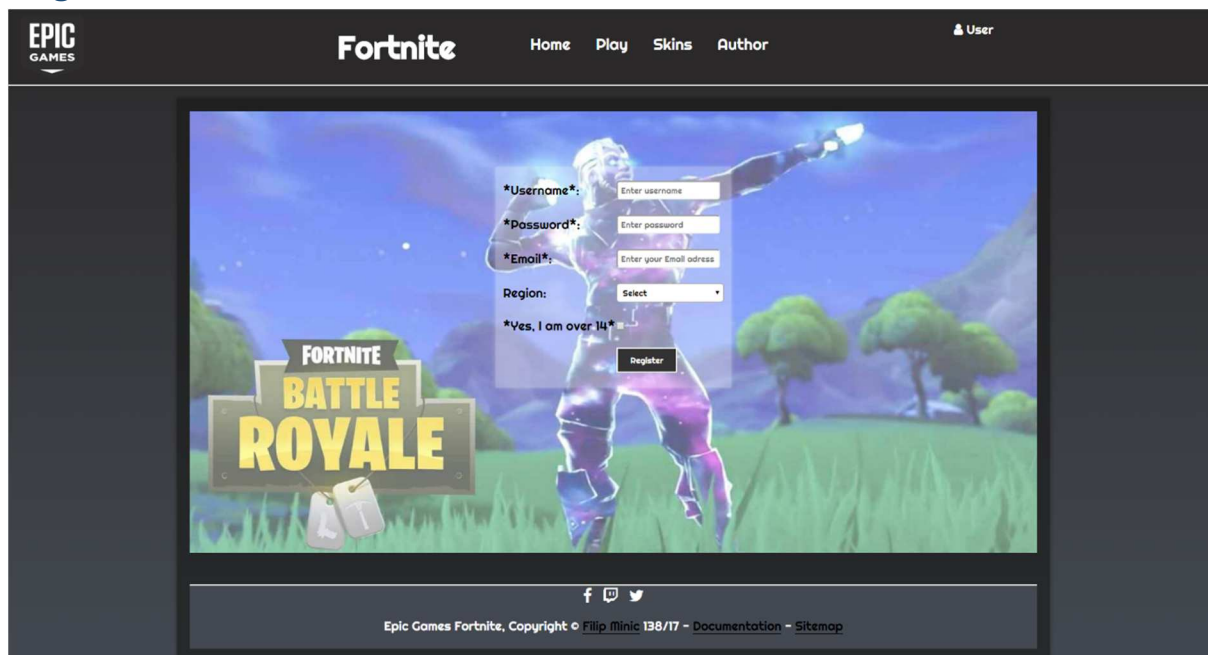 EPIC
GAMES
Fortnite
Home Play Skins Author
User
*Username*: Enter username
*Password*: Enter password
*Email*: Enter your Email adress
Region: Select
*Yes, I am over 14*
Register
FORTNITE
BATTLE
ROYALE
Epic Games Fortnite, Copyright © Filip Minic 138/17 - Documentation - Sitemap